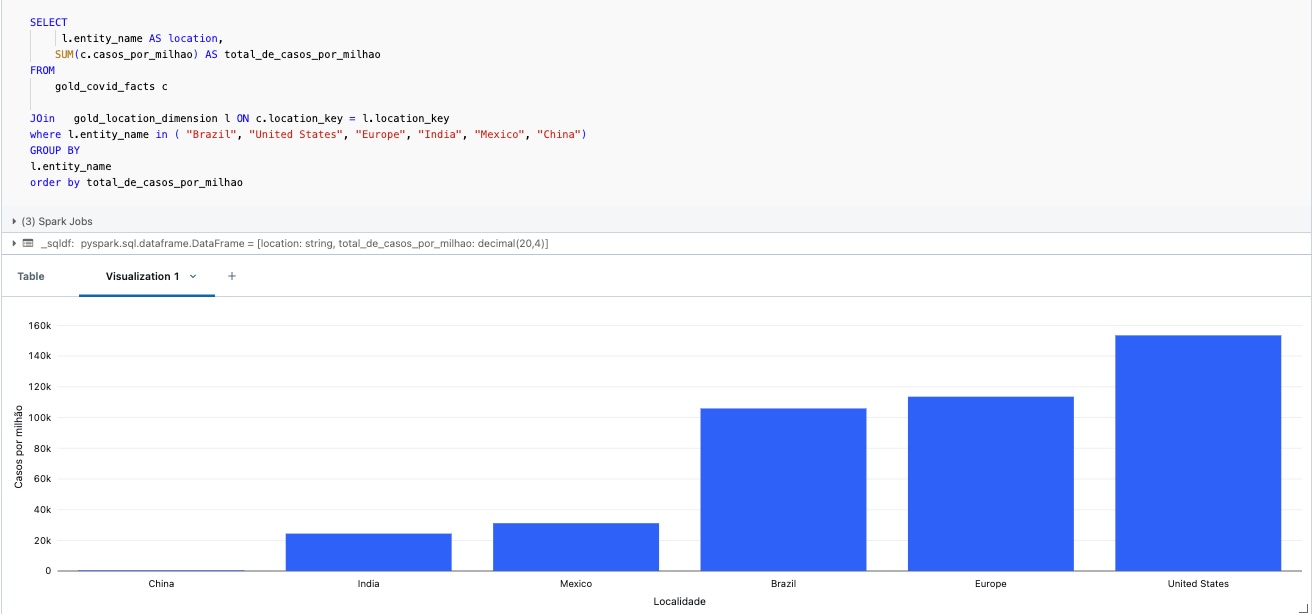 SELECT
l.entity_name AS location,
SUM(c.casos_por_milhao) AS total_de_casos_por_milhao
FROM
gold_covid_facts c
JOin gold_location_dimension l ON c.location_key = l.location_key
where l.entity_name in ( "Brazil", "United States", "Europe", "India", "Mexico", "China")
GROUP BY
l.entity_name
order by total_de_casos_por_milhao
(3) Spark Jobs
_sqldf: pyspark.sql.dataframe.DataFrame = [location: string, total_de_casos_por_milhao: decimal(20,4)]
Table Visualization 1 +
Casos por milhão
160k
140k
120k
100k
80k
60k
40k
20k
0
China India Mexico Brazil Europe United States
Localidade